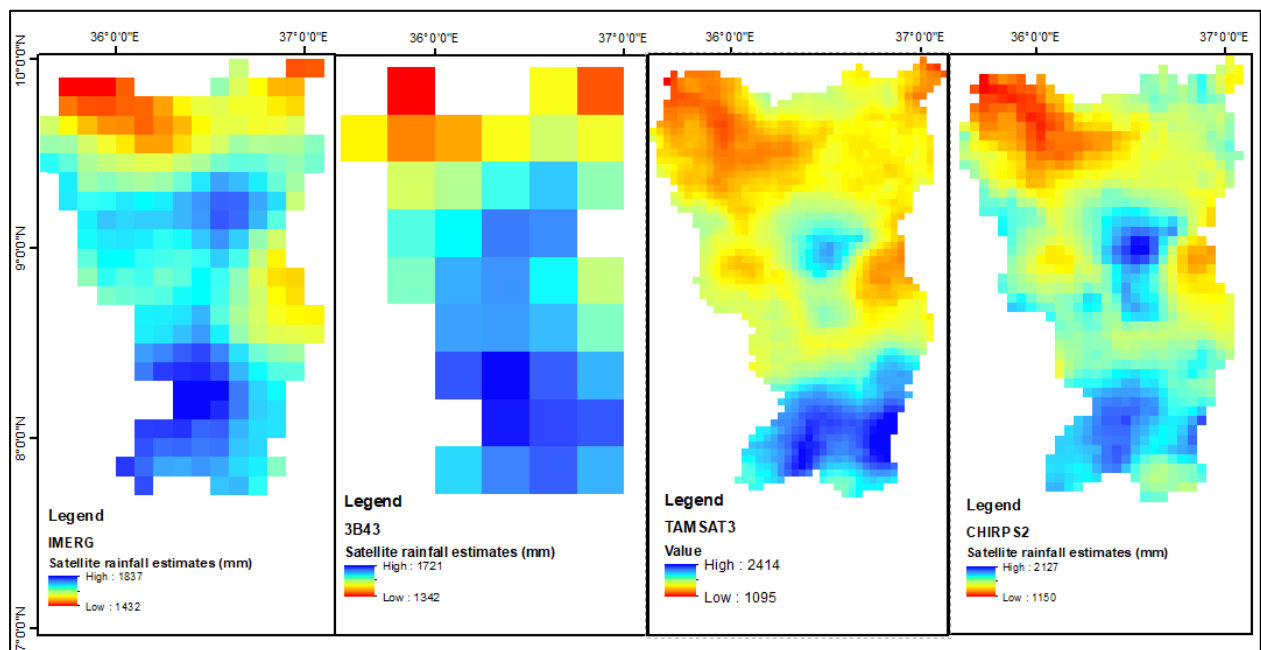 36°0'0"E 37°0'0"E 36°0'0"E 37°0'0"E 36°0'0"E 37°0'0"E 36°0'0"E 37°0'0"E
10°0'0"N
9°0'0"N
8°0'0"N
7°0'0"N
Legend
IMERG
Satellite rainfall estimates (mm)
High : 1837
Low : 1432
Legend
3B43
Satellite rainfall estimates (mm)
High : 1721
Low : 1342
Legend
TAMSAT3
Value
High : 2414
Low : 1095
Legend
CHIRPS2
Satellite rainfall estimates (mm)
High : 2127
Low : 1150